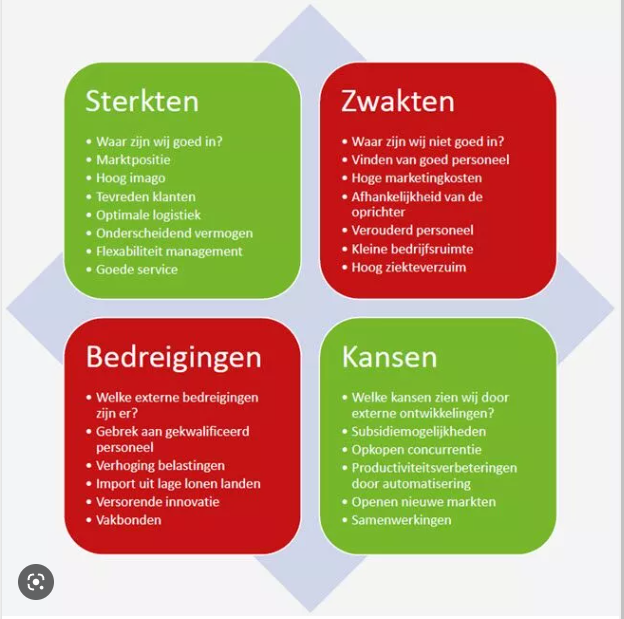 Sterkten
• Waar zijn wij goed in?
• Marktpositie
• Hoog imago
• Tevreden klanten
• Optimale logistiek
• Onderscheidend vermogen
• Flexabiliteit management
• Goede service
Zwakten
• Waar zijn wij niet goed in?
• Vinden van goed personeel
• Hoge marketingkosten
• Afhankelijkheid van de
oprichter
• Verouderd personeel
• Kleine bedrijfsruimte
• Hoog ziekteverzuim
Bedreigingen
• Welke externe bedreigingen
zijn er?
• Gebrek aan gekwalificeerd
personeel
• Verhoging belastingen
• Import uit lage lonen landen
• Versorende innovatie
• Vakbonden
Kansen
• Welke kansen zien wij door
externe ontwikkelingen?
• Subsidiemogelijkheden
• Opkopen concurrentie
• Productiviteitsverbeteringen
door automatisering
• Openen nieuwe markten
• Samenwerkingen